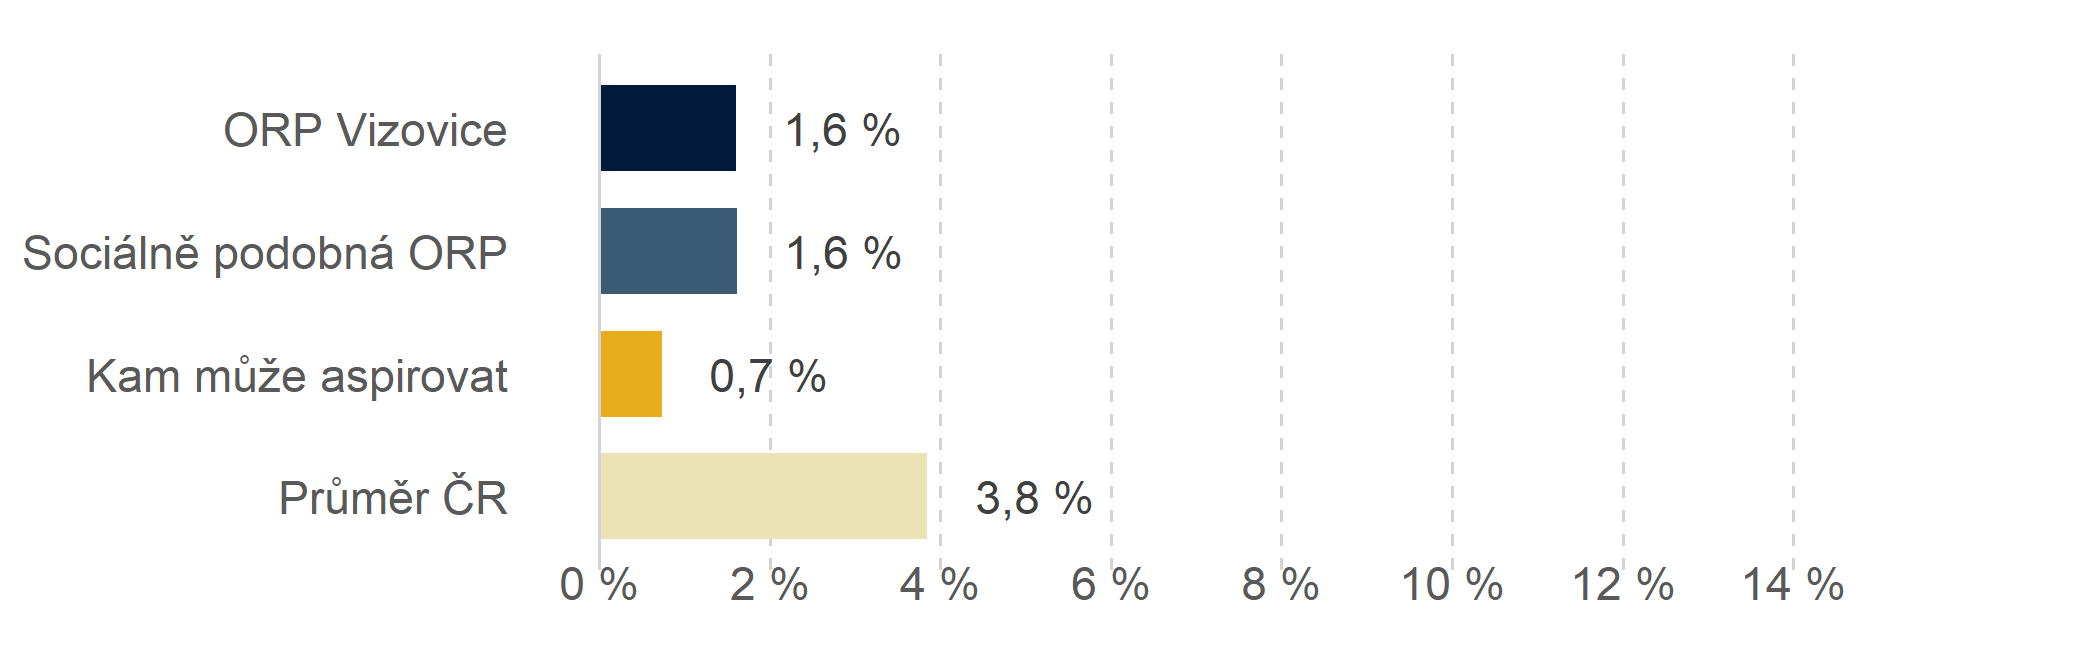 ORP Vizovice 1,6 %
Sociálně podobná ORP 1,6 %
Kam může aspirovat 0,7 %
Průměr ČR 3,8 %
0 % 2 % 4 % 6 % 8 % 10 % 12 % 14 %